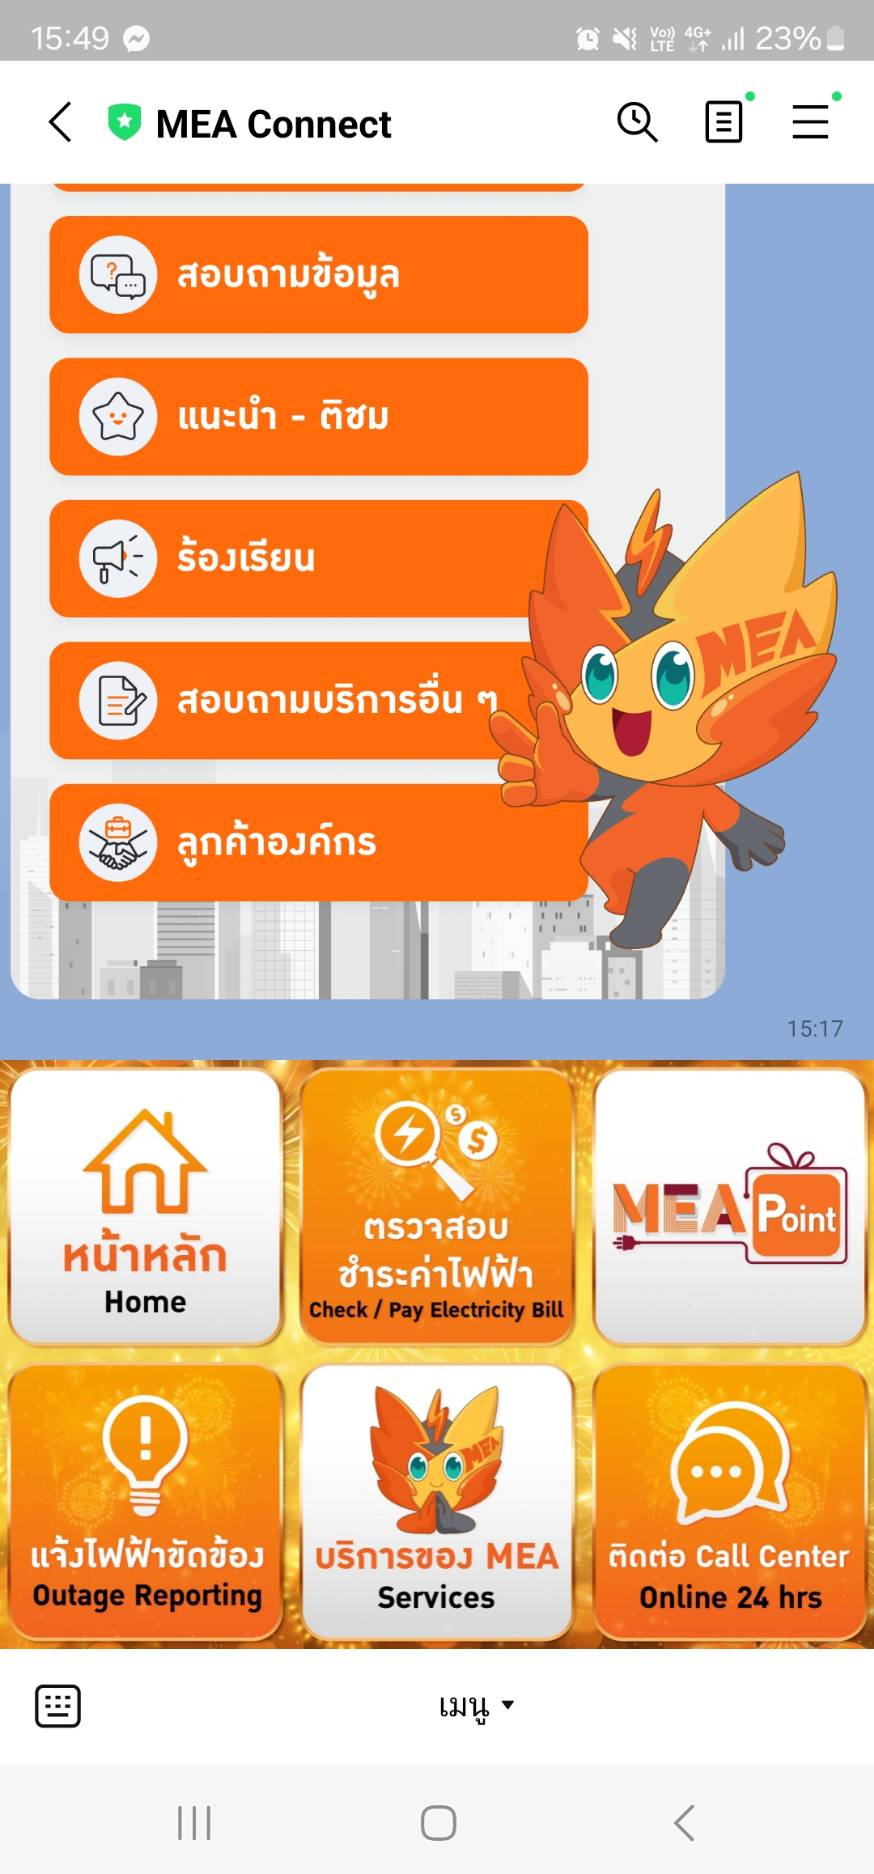 15:49
Vo))
LTE
4G+
23%
MEA Connect
สอบถามข้อมูล
แนะนำ - ติชม
ร้องเรียน
สอบถามบริการอื่น ๆ
ลูกค้าองค์กร
MEA
15:17
หน้าหลัก
Home
ตรวจสอบ
ชำระค่าไฟฟ้า
Check / Pay Electricity Bill
MEA Point
แจ้งไฟฟ้าขัดข้อง
Outage Reporting
MEA
บริการของ MEA
Services
ติดต่อ Call Center
Online 24 hrs
เมนู